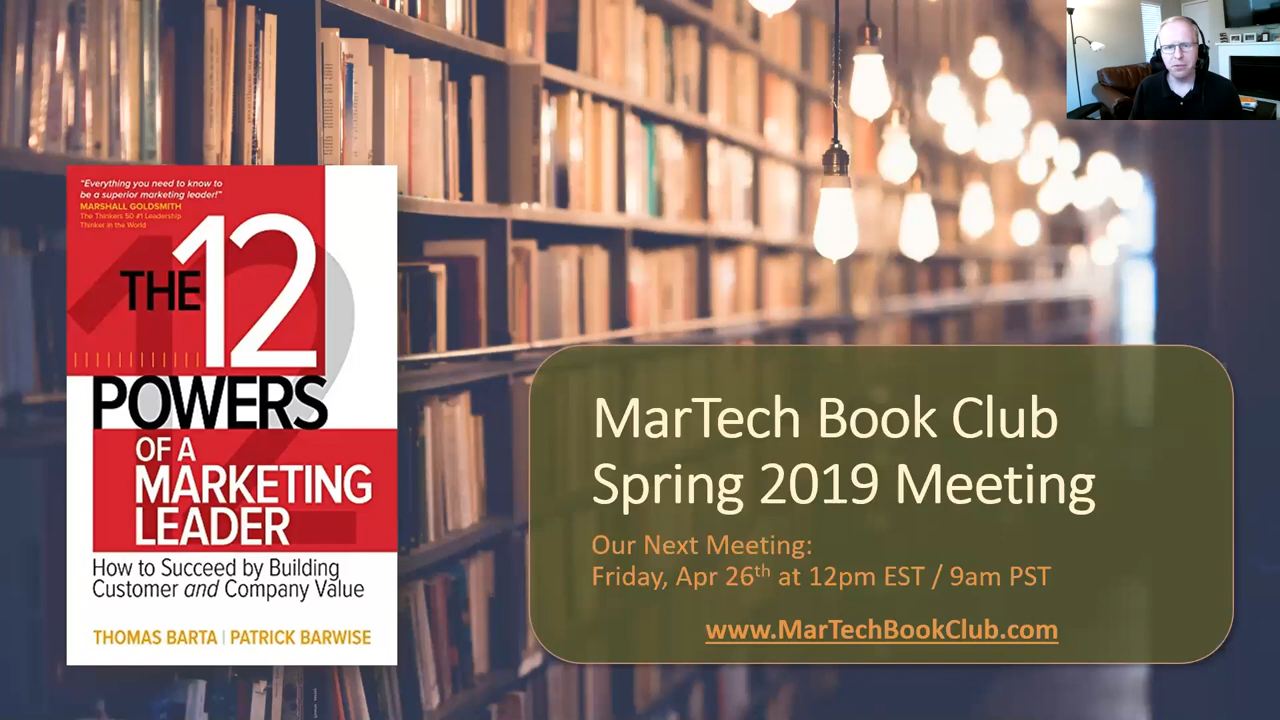 "Everything you need to know to
be a superior marketing leader!"
MARSHALL GOLDSMITH
The Thinkers 50 #1 Leadership
Thinker in the World
THE 12
POWERS
OF A
MARKETING
LEADER
How to Succeed by Building
Customer and Company Value
THOMAS BARTA | PATRICK BARWISE
MarTech Book Club
Spring 2019 Meeting
Our Next Meeting:
Friday, Apr 26th at 12pm EST / 9am PST
www.MarTechBookClub.com